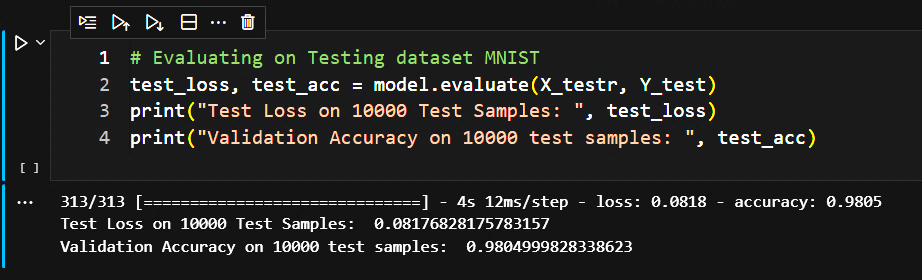 1 # Evaluating on Testing dataset MNIST
2 test_loss, test_acc = model.evaluate(X_testr, Y_test)
3 print("Test Loss on 10000 Test Samples: ", test_loss)
4 print("Validation Accuracy on 10000 test samples: ", test_acc)
[ ]
313/313 [==============================] - 4s 12ms/step - loss: 0.0818 - accuracy: 0.9805
Test Loss on 10000 Test Samples:  0.08176828175783157
Validation Accuracy on 10000 test samples:  0.9804999828338623